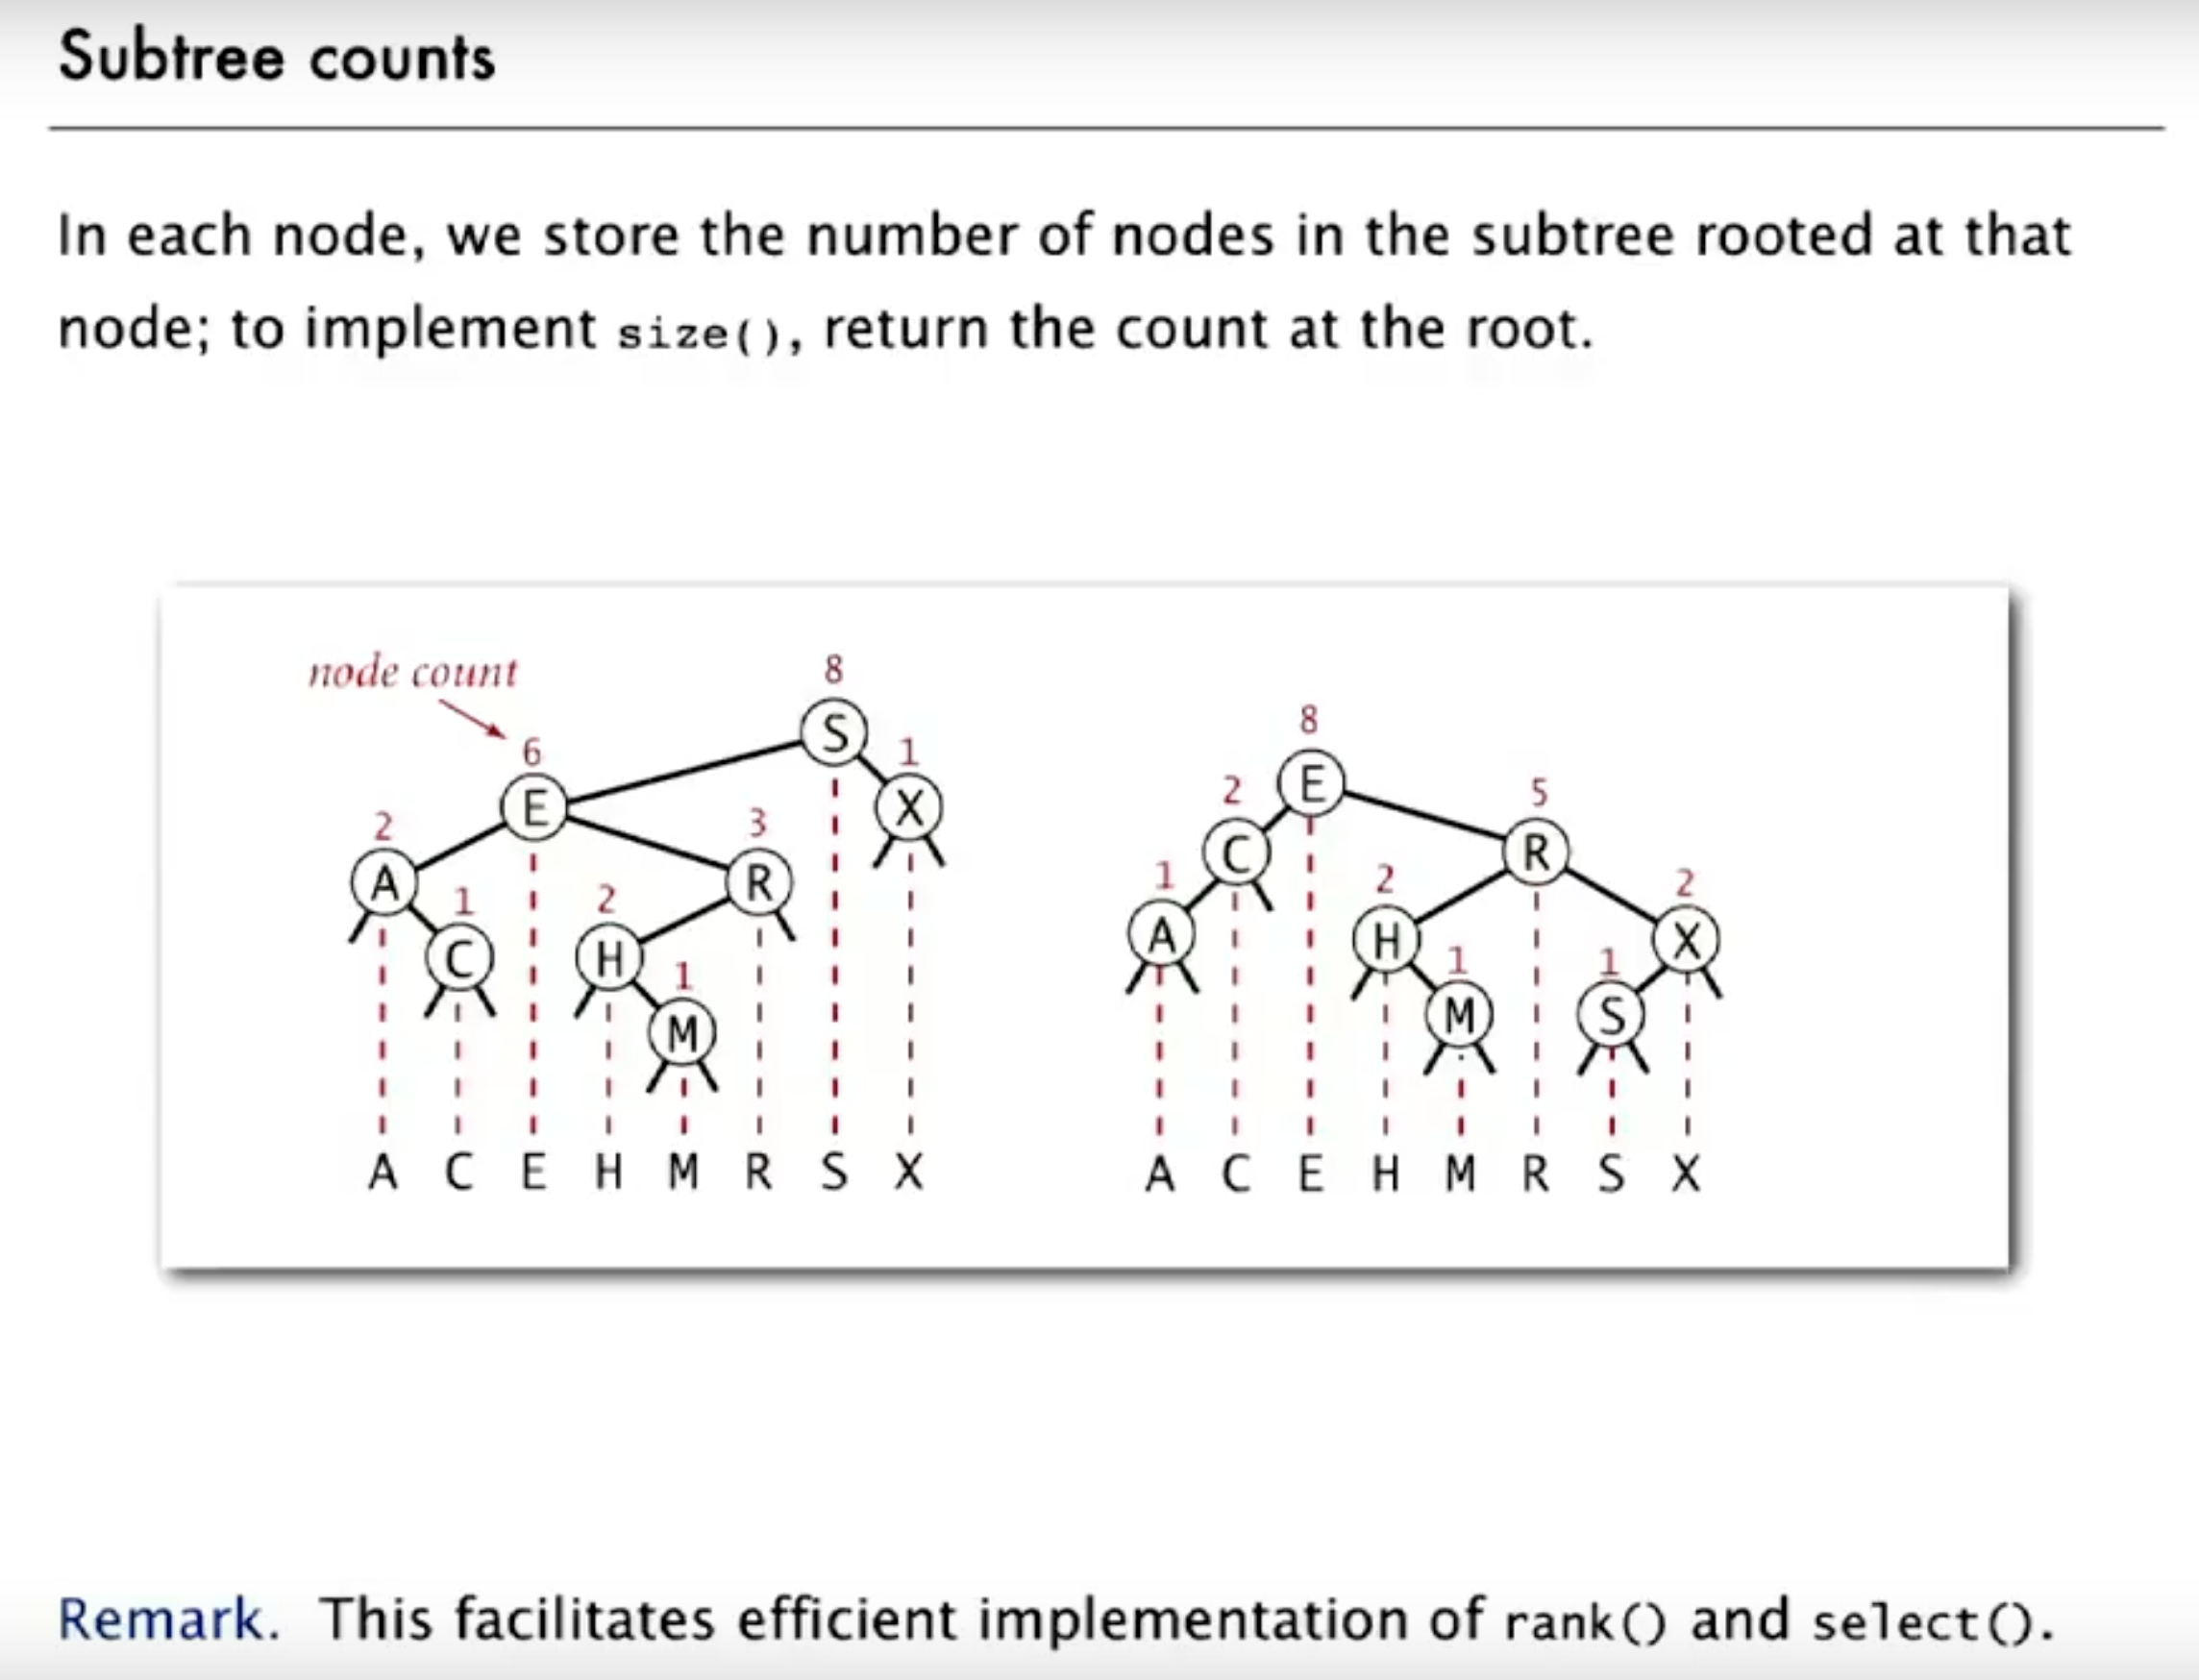 Subtree counts
In each node, we store the number of nodes in the subtree rooted at that
node; to implement size(), return the count at the root.
node count
8
S
6
E
1
X
2
A
3
R
1
C
2
H
1
M
A C E H M R S X
8
E
2
C
5
R
1
A
2
H
2
X
1
M
1
S
A C E H M R S X
Remark. This facilitates efficient implementation of rank() and select().